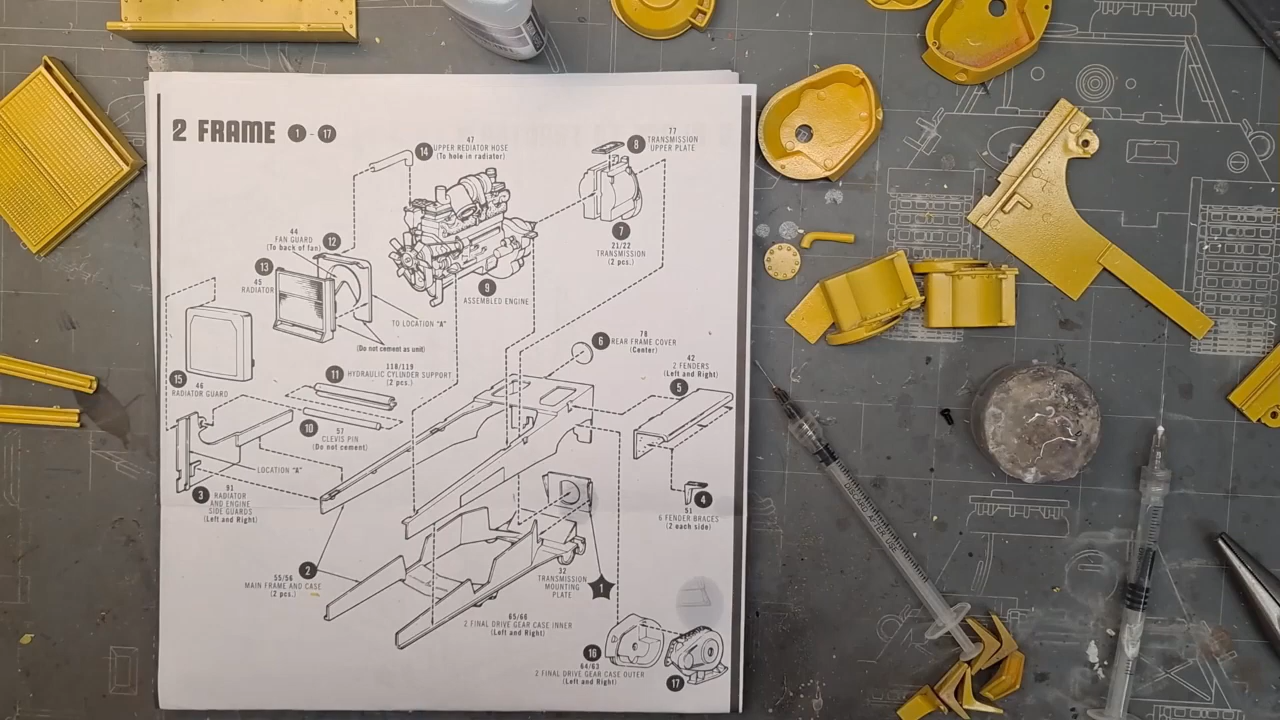 2 FRAME 1 - 17
47
14 UPPER REDIATOR HOSE
(To hole in radiator)
77
8 TRANSMISSION
UPPER PLATE
44
FAN GUARD 12
(To back of fan)
13
45
RADIATOR
7
21/22
TRANSMISSION
(2 pcs.)
9
ASSEMBLED ENGINE
TO LOCATION "A"
(Do not cement as unit)
78
6 REAR FRAME COVER
(Center)
42
2 FENDERS
(Left and Right)
5
118/119
11 HYDRAULIC CYLINDER SUPPORT
(2 pcs.)
15 46
RADIATOR GUARD
10 57
CLEVIS PIN
(Do not cement)
LOCATION "A"
3 91
RADIATOR
AND ENGINE
SIDE GUARDS
(Left and Right)
4
51
6 FENDER BRACES
(2 each side)
2
55/56
MAIN FRAME AND CASE
(2 pcs.)
32
TRANSMISSION
MOUNTING
PLATE
1
65/66
2 FINAL DRIVE GEAR CASE INNER
(Left and Right)
16
64/63
2 FINAL DRIVE GEAR CASE OUTER
(Left and Right)
17